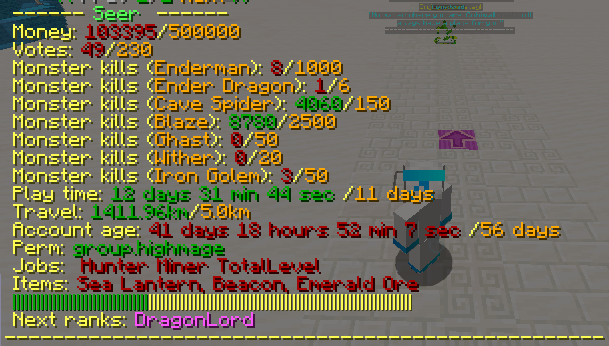 ------ Seer ------
Money: 103395/500000
Votes: 49/230
Monster kills (Enderman): 8/1000
Monster kills (Ender Dragon): 1/6
Monster kills (Cave Spider): 4060/150
Monster kills (Blaze): 8780/2500
Monster kills (Ghast): 0/50
Monster kills (Wither): 0/20
Monster kills (Iron Golem): 3/50
Play time: 12 days 31 min 44 sec /11 days
Travel: 1411.96km/5.0km
Account age: 41 days 18 hours 52 min 7 sec /56 days
Perm: group.highmage
Jobs: Hunter Miner TotalLevel
Items: Sea Lantern, Beacon, Emerald Ore
Next ranks: DragonLord